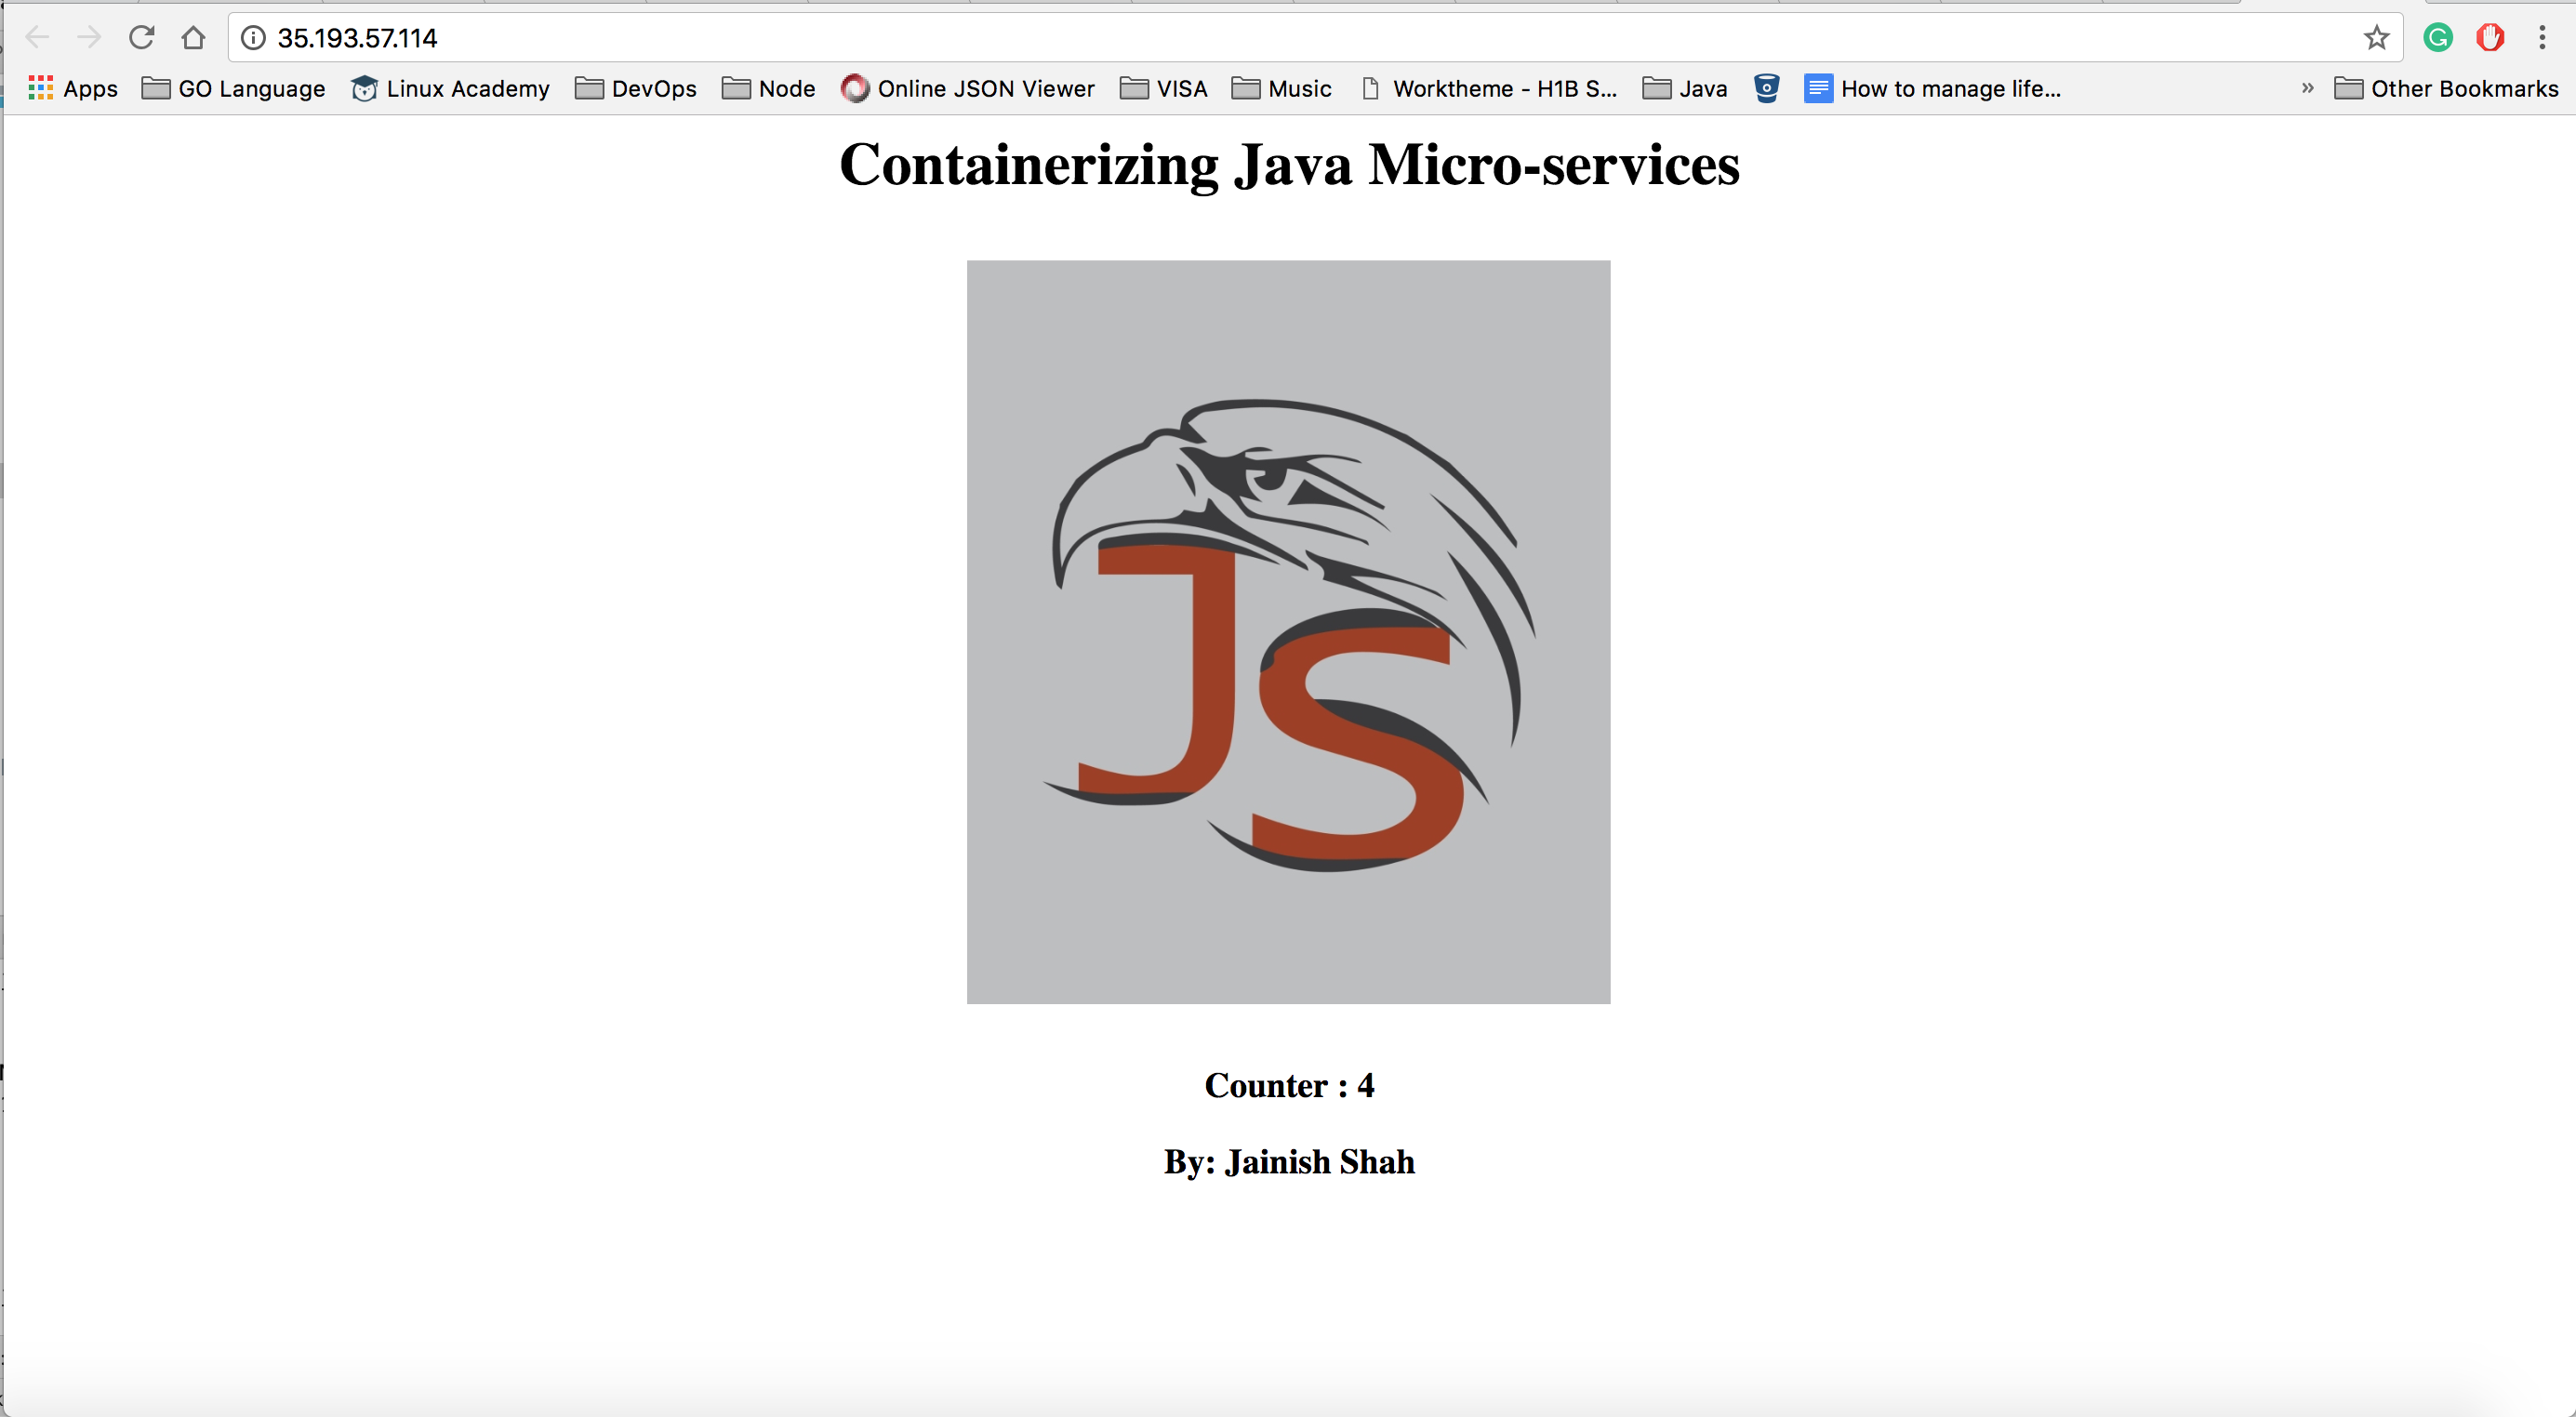 35.193.57.114
Apps GO Language Linux Academy DevOps Node Online JSON Viewer VISA Music Worktheme - H1B S... Java How to manage life... » Other Bookmarks
Containerizing Java Micro-services
JS
Counter : 4
By: Jainish Shah